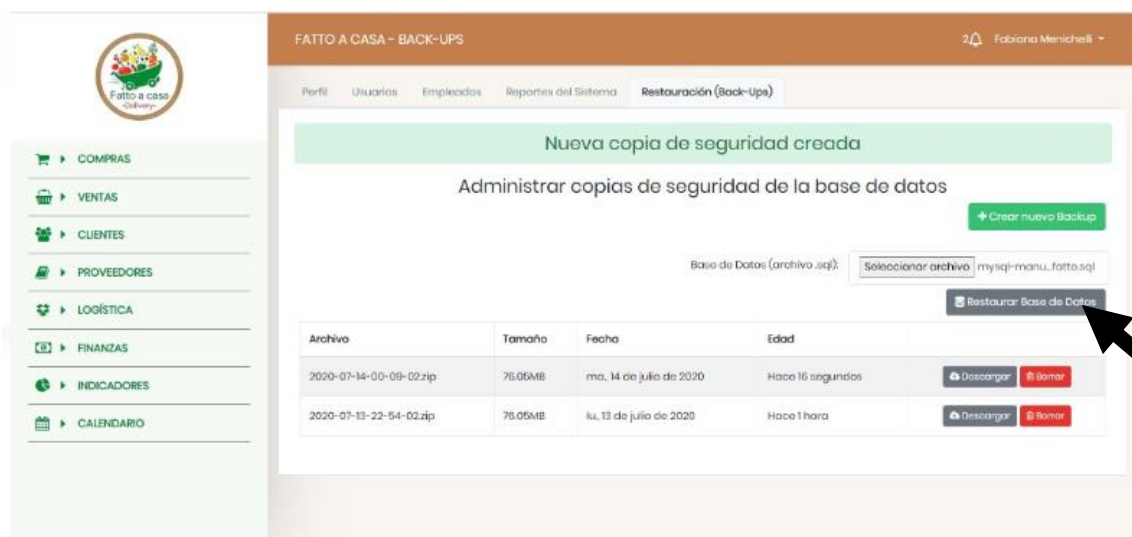 FATTO A CASA - BACK-UPS
2 Fabiana Menichelli
Fatto a casa
-Delivery-
Perfil Usuarios Empleados Reportes del Sistema Restauración (Back-Ups)
Nueva copia de seguridad creada
Administrar copias de seguridad de la base de datos
+ Crear nuevo Backup
Base de Datos (archivo .sql): Seleccionar archivo mysql-manu_fatto.sql
Restaurar Base de Datos
COMPRAS
VENTAS
CLIENTES
PROVEEDORES
LOGÍSTICA
FINANZAS
INDICADORES
CALENDARIO
Archivo Tamaño Fecha Edad
2020-07-14-00-09-02.zip 76.05MB ma., 14 de julio de 2020 Hace 16 segundos Descargar Borrar
2020-07-13-22-54-02.zip 76.05MB lu., 13 de julio de 2020 Hace 1 hora Descargar Borrar